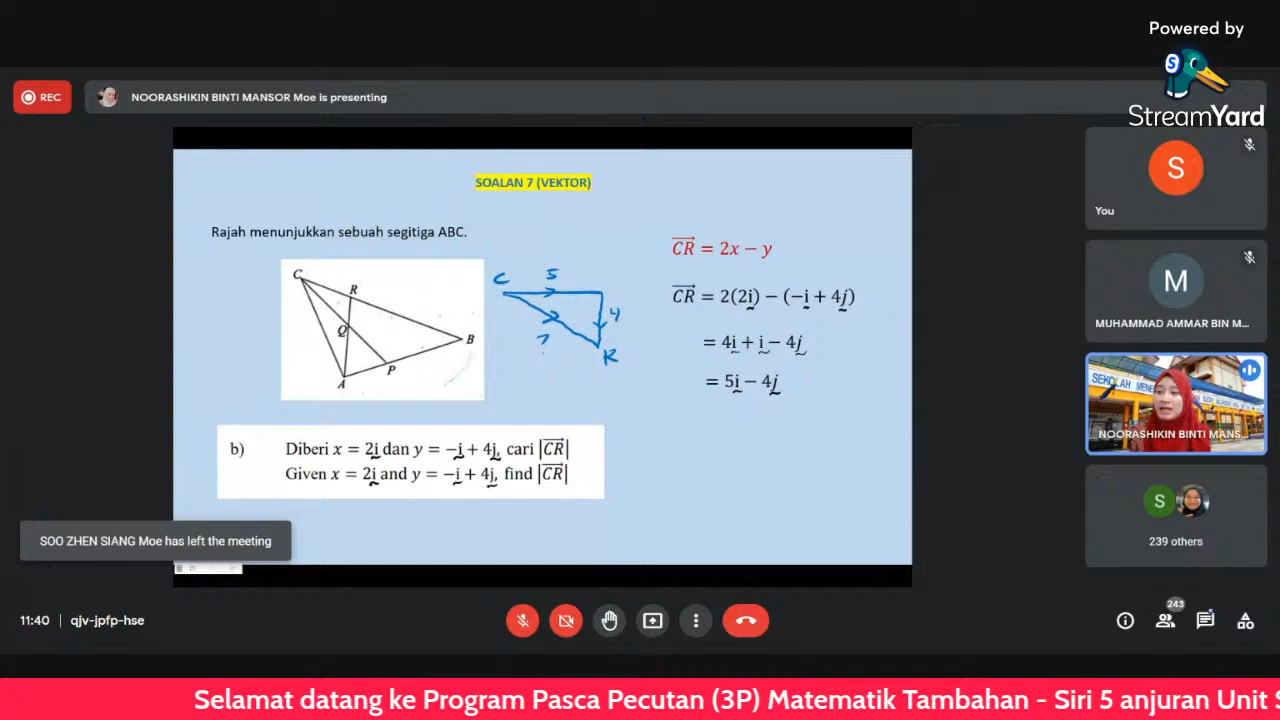 Powered by
StreamYard
REC
NOORASHIKIN BINTI MANSOR Moe is presenting
SOALAN 7 (VEKTOR)
Rajah menunjukkan sebuah segitiga ABC.
C
R
Q
B
P
A
C 5
4
R
CR = 2x − y
CR = 2(2i) − (−i + 4j)
= 4i + i − 4j
= 5i − 4j
b) Diberi x = 2i dan y = −i + 4j, cari |CR|
Given x = 2i and y = −i + 4j, find |CR|
S
You
M
MUHAMMAD AMMAR BIN M...
SEKOLAH MENE
NOORASHIKIN BINTI MANS...
S
239 others
SOO ZHEN SIANG Moe has left the meeting
11:40 | qjv-jpfp-hse
243
Selamat datang ke Program Pasca Pecutan (3P) Matematik Tambahan - Siri 5 anjuran Unit S